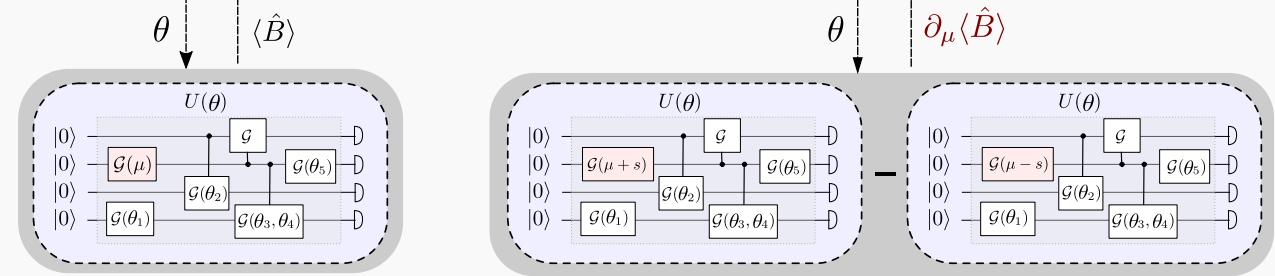 θ ⟨B̂⟩ θ ∂μ⟨B̂⟩
U(θ) U(θ) U(θ)
|0⟩ 𝒢 |0⟩ 𝒢 |0⟩ 𝒢
|0⟩ 𝒢(μ) 𝒢(θ₅) |0⟩ 𝒢(μ + s) 𝒢(θ₅) − |0⟩ 𝒢(μ − s) 𝒢(θ₅)
|0⟩ 𝒢(θ₂) |0⟩ 𝒢(θ₂) |0⟩ 𝒢(θ₂)
|0⟩ 𝒢(θ₁) 𝒢(θ₃, θ₄) |0⟩ 𝒢(θ₁) 𝒢(θ₃, θ₄) |0⟩ 𝒢(θ₁) 𝒢(θ₃, θ₄)